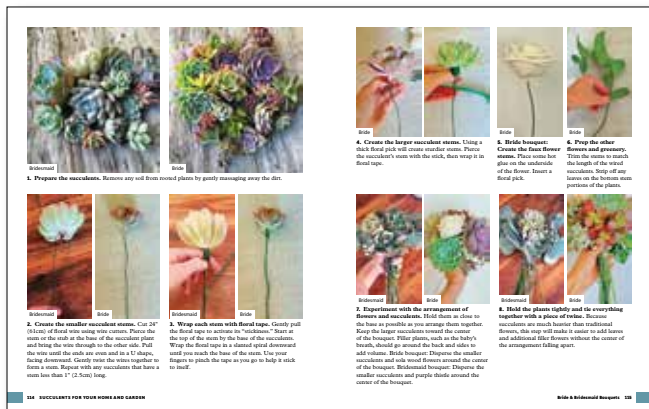 Bridesmaid
Bride
1. Prepare the succulents. Remove any soil from rooted plants by gently massaging away the dirt.
Bridesmaid
Bride
Bridesmaid
Bride
2. Create the smaller succulent stems. Cut 24"
(61cm) of floral wire using wire cutters. Pierce the
stem or the stub at the base of the succulent plant
and bring the wire through to the other side. Pull
the wire until the ends are even and in a U shape,
facing downward. Gently twist the wires together to
form a stem. Repeat with any succulents that have a
stem less than 1" (2.5cm) long.
3. Wrap each stem with floral tape. Gently pull
the floral tape to activate its "stickiness." Start at
the top of the stem by the base of the succulents.
Wrap the floral tape in a slanted spiral downward
until you reach the base of the stem. Use your
fingers to pinch the tape as you go to help it stick
to itself.
114 SUCCULENTS FOR YOUR HOME AND GARDEN
Bride
Bride
Bride
4. Create the larger succulent stems. Using a
thick floral pick will create sturdier stems. Pierce
the succulent's stem with the stick, then wrap it in
floral tape.
5. Bride bouquet:
Create the faux flower
stems. Place some hot
glue on the underside
of the flower. Insert a
floral pick.
6. Prep the other
flowers and greenery.
Trim the stems to match
the length of the wired
succulents. Strip off any
leaves on the bottom stem
portions of the plants.
Bridesmaid
Bride
Bridesmaid
Bride
7. Experiment with the arrangement of
flowers and succulents. Hold them as close to
the base as possible as you arrange them together.
Keep the larger succulents toward the center
of the bouquet. Filler plants, such as the baby's
breath, should go around the back and sides to
add volume. Bride bouquet: Disperse the smaller
succulents and sola wood flowers around the center
of the bouquet. Bridesmaid bouquet: Disperse the
smaller succulents and purple thistle around the
center of the bouquet.
8. Hold the plants tightly and tie everything
together with a piece of twine. Because
succulents are much heavier than traditional
flowers, this step will make it easier to add leaves
and additional filler flowers without the center of
the arrangement falling apart.
Bride & Bridesmaid Bouquets 115